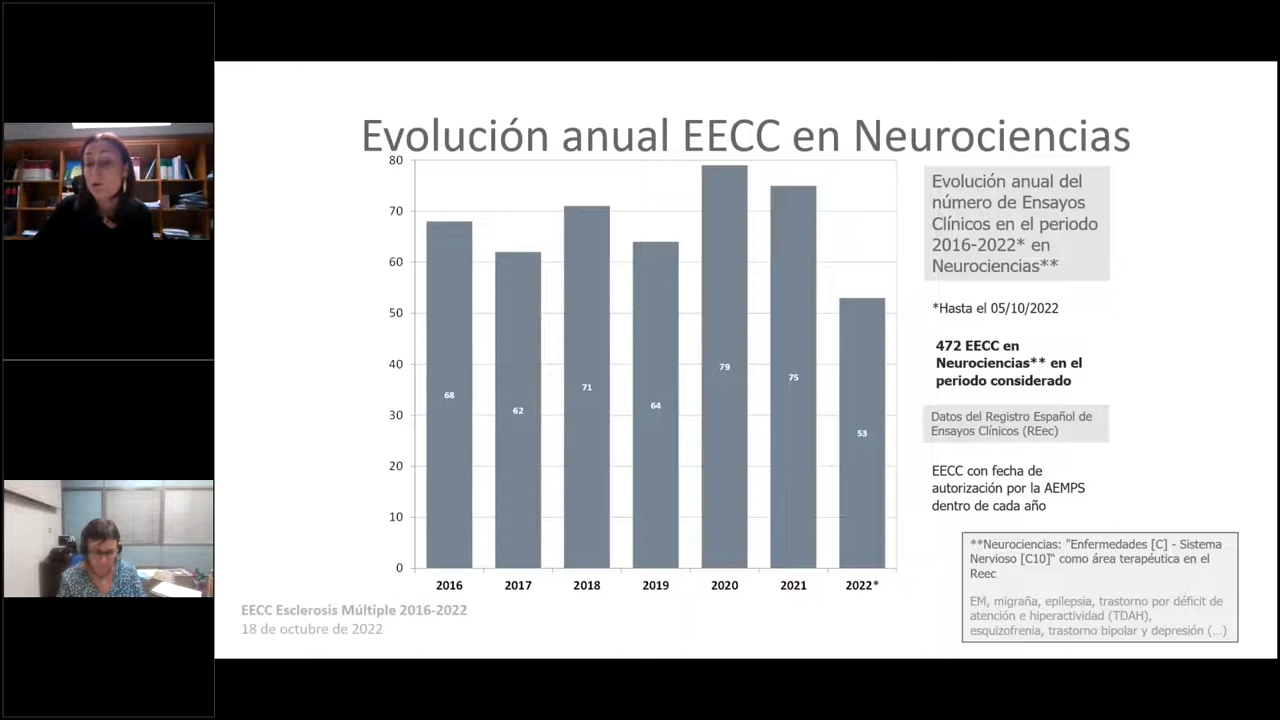 Evolución anual EECC en Neurociencias
80
70
60
50
40
30
20
10
0
68
62
71
64
79
75
53
2016
2017
2018
2019
2020
2021
2022*
Evolución anual del
número de Ensayos
Clínicos en el periodo
2016-2022* en
Neurociencias**
*Hasta el 05/10/2022
472 EECC en
Neurociencias** en el
periodo considerado
Datos del Registro Español de
Ensayos Clínicos (REec)
EECC con fecha de
autorización por la AEMPS
dentro de cada año
**Neurociencias: "Enfermedades [C] - Sistema
Nervioso [C10]" como área terapéutica en el
Reec
EM, migraña, epilepsia, trastorno por déficit de
atención e hiperactividad (TDAH),
esquizofrenia, trastorno bipolar y depresión (...)
EECC Esclerosis Múltiple 2016-2022
18 de octubre de 2022